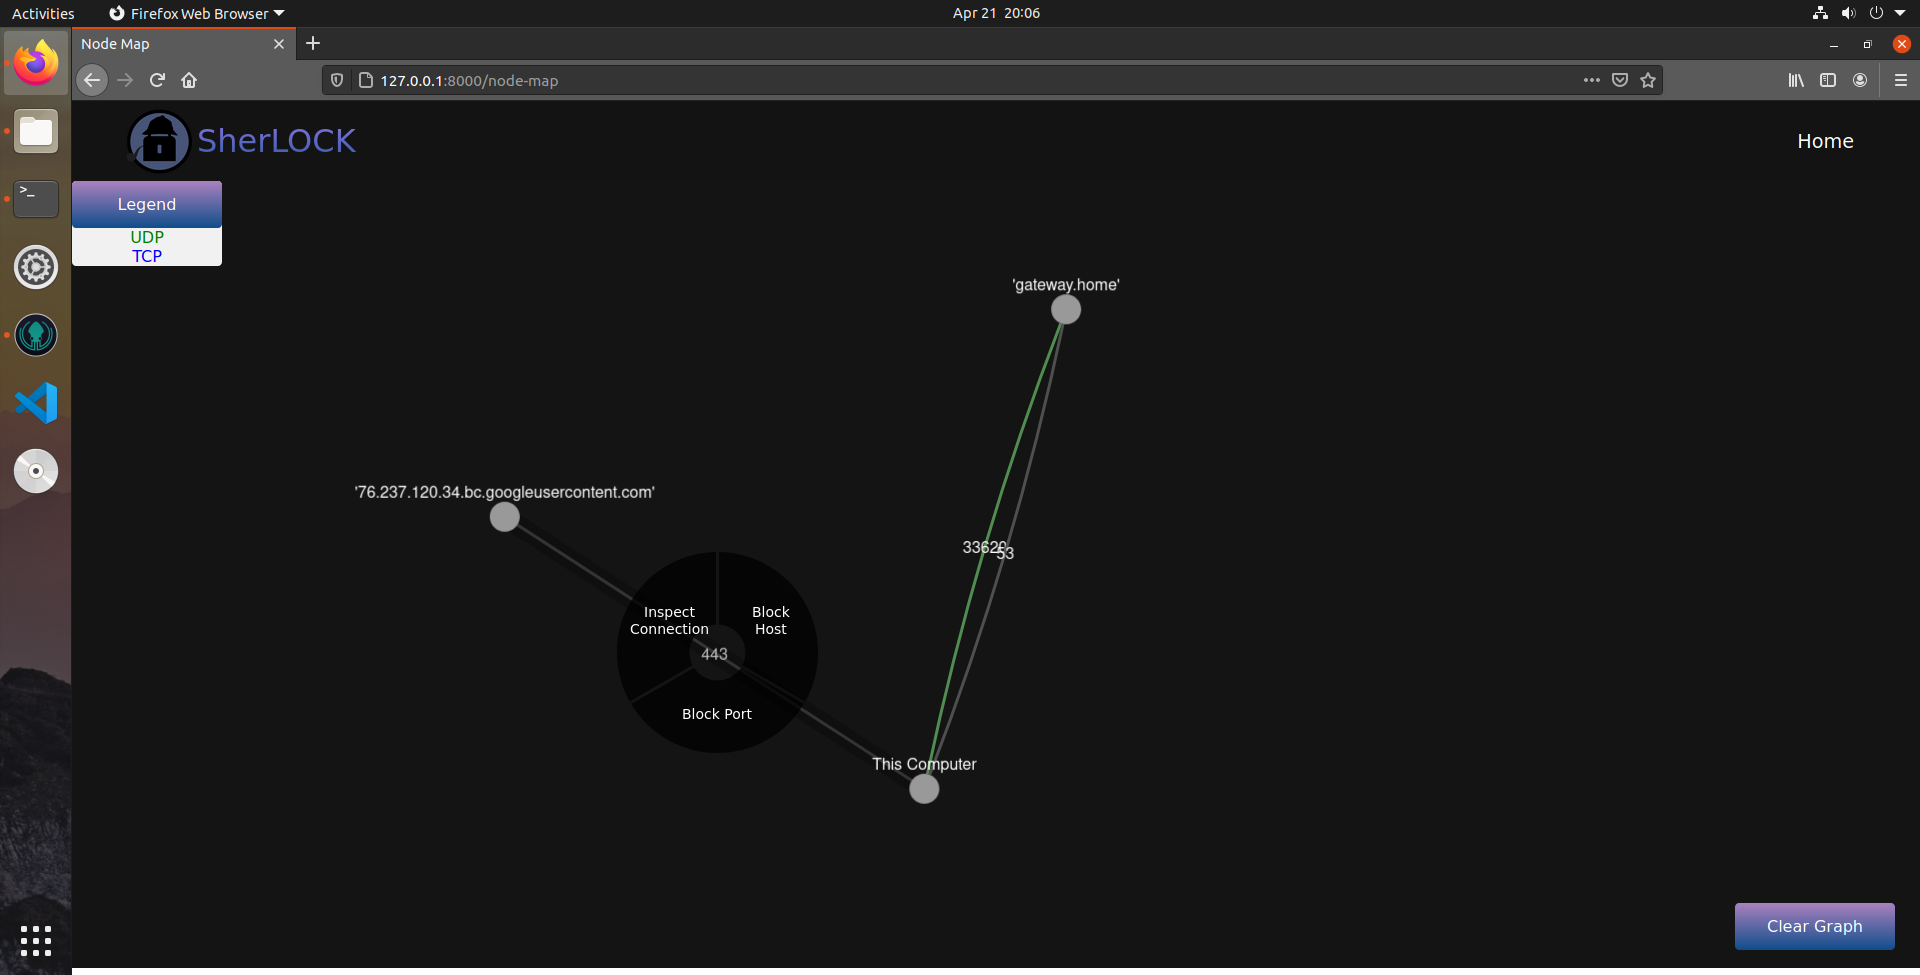 Activities
Firefox Web Browser
Apr 21 20:06
Node Map
127.0.0.1:8000/node-map
SherLOCK
Home
Legend
UDP
TCP
'gateway.home'
'76.237.120.34.bc.googleusercontent.com'
33620
53
Inspect
Connection
Block
Host
443
Block Port
This Computer
Clear Graph